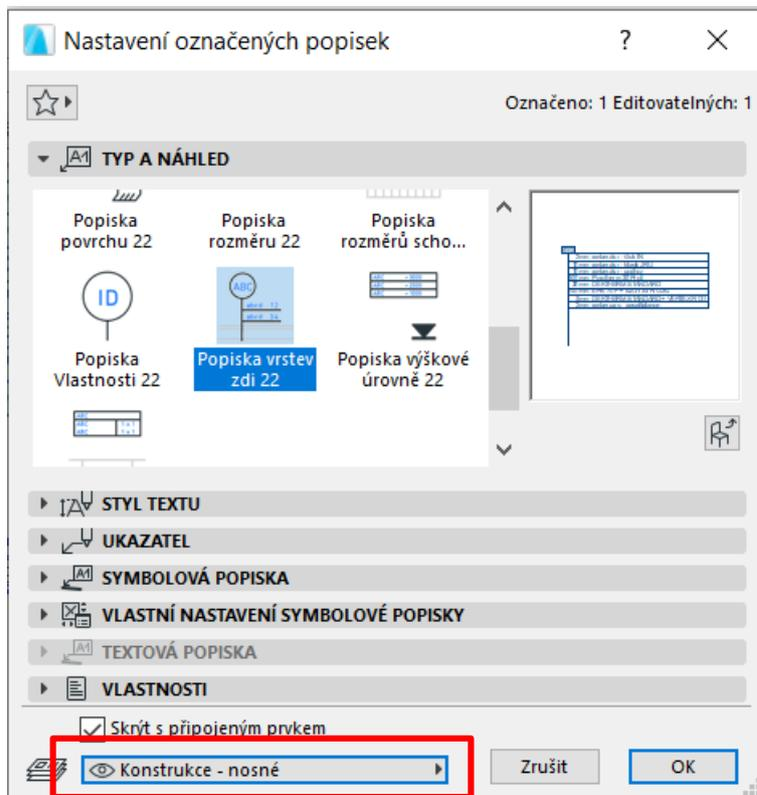 Nastavení označených popisek
?
Označeno: 1 Editovatelných: 1
TYP A NÁHLED
Popiska
povrchu 22
Popiska
rozměru 22
Popiska
rozměrů scho...
ID
ABC
Popiska
Vlastnosti 22
Popiska vrstev
zdi 22
Popiska výškové
úrovně 22
STYL TEXTU
UKAZATEL
SYMBOLOVÁ POPISKA
VLASTNÍ NASTAVENÍ SYMBOLOVÉ POPISKY
TEXTOVÁ POPISKA
VLASTNOSTI
Skrýt s připojeným prvkem
Konstrukce - nosné
Zrušit
OK